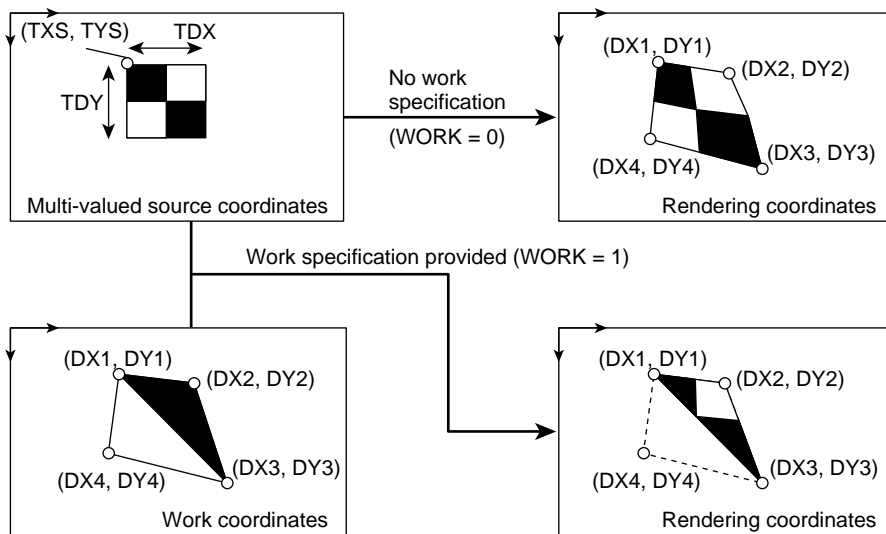 (TXS, TYS)
TDX
TDY
Multi-valued source coordinates
No work
specification
(WORK = 0)
(DX1, DY1)
(DX2, DY2)
(DX4, DY4)
(DX3, DY3)
Rendering coordinates
Work specification provided (WORK = 1)
(DX1, DY1)
(DX2, DY2)
(DX4, DY4)
(DX3, DY3)
Work coordinates
(DX1, DY1)
(DX2, DY2)
(DX4, DY4)
(DX3, DY3)
Rendering coordinates